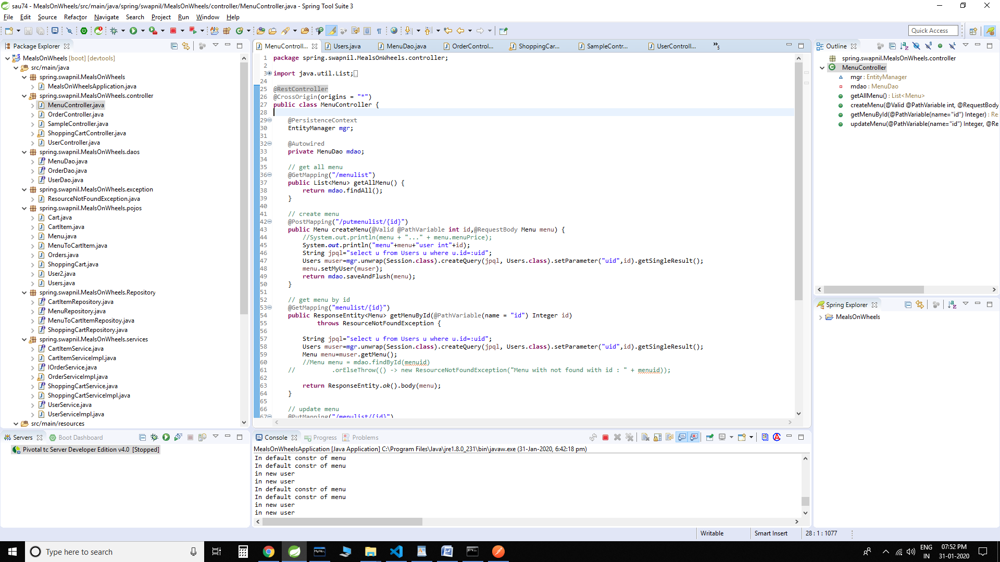 sau74 - MealsOnWheels/src/main/java/spring/swapnil/MealsOnWheels/controller/MenuController.java - Spring Tool Suite 3
File Edit Source Refactor Navigate Search Project Run Window Help
Quick Access
Package Explorer
MealsOnWheels [boot] [devtools]
src/main/java
spring.swapnil.MealsOnWheels
MealsOnWheelsApplication.java
spring.swapnil.MealsOnWheels.controller
MenuController.java
OrderController.java
SampleController.java
ShoppingCartController.java
UserController.java
spring.swapnil.MealsOnWheels.daos
MenuDao.java
OrderDao.java
UserDao.java
spring.swapnil.MealsOnWheels.exception
ResourceNotFoundException.java
spring.swapnil.MealsOnWheels.pojos
Cart.java
CartItem.java
Menu.java
MenuToCartItem.java
Orders.java
ShoppingCart.java
User2.java
Users.java
spring.swapnil.MealsOnWheels.Repository
CartItemRepository.java
MenuRepository.java
MenuToCartItemRepositoy.java
ShoppingCartRepository.java
spring.swapnil.MealsOnWheels.services
CartItemService.java
CartItemServiceImpl.java
IOrderService.java
OrderServiceImpl.java
ShoppingCartService.java
ShoppingCartServiceImpl.java
UserService.java
UserServiceImpl.java
src/main/resources
MenuControll... Users.java MenuDao.java OrderControl... ShoppingCar... SampleContr... UserControll... »5
1 package spring.swapnil.MealsOnWheels.controller;
2
3 import java.util.List;
24
25 @RestController
26 @CrossOrigin(origins = "*")
27 public class MenuController {
28
29 @PersistenceContext
30 EntityManager mgr;
31
32 @Autowired
33 private MenuDao mdao;
34
35 // get all menu
36 @GetMapping("/menulist")
37 public List<Menu> getAllMenu() {
38 return mdao.findAll();
39 }
40
41 // create menu
42 @PostMapping("/putmenulist/{id}")
43 public Menu createMenu(@Valid @PathVariable int id,@RequestBody Menu menu) {
44 //System.out.println(menu + "..." + menu.menuPrice);
45 System.out.println("menu"+menu+"user int"+id);
46 String jpql="select u from Users u where u.id=:uid";
47 Users muser=mgr.unwrap(Session.class).createQuery(jpql, Users.class).setParameter("uid",id).getSingleResult();
48 menu.setMyUser(muser);
49 return mdao.saveAndFlush(menu);
50 }
51
52 // get menu by id
53 @GetMapping("menulist/{id}")
54 public ResponseEntity<Menu> getMenuById(@PathVariable(name = "id") Integer id)
55 throws ResourceNotFoundException {
56
57 String jpql="select u from Users u where u.id=:uid";
58 Users muser=mgr.unwrap(Session.class).createQuery(jpql, Users.class).setParameter("uid",id).getSingleResult();
59 Menu menu=muser.getMenu();
60 //Menu menu = mdao.findById(menuid)
61 // .orElseThrow(() -> new ResourceNotFoundException("Menu with not found with id : " + menuid));
62
63 return ResponseEntity.ok().body(menu);
64 }
65
66 // update menu
67 @PutMapping("/menulist/{id}")
Outline
spring.swapnil.MealsOnWheels.controller
MenuController
mgr : EntityManager
mdao : MenuDao
getAllMenu() : List<Menu>
createMenu(@Valid @PathVariable int, @RequestBody
getMenuById(@PathVariable(name="id") Integer) : Re
updateMenu(@PathVariable(name="id") Integer, @Re
Spring Explorer
MealsOnWheels
Servers Boot Dashboard
Pivotal tc Server Developer Edition v4.0 [Stopped]
Console Progress Problems
MealsOnWheelsApplication [Java Application] C:\Program Files\Java\jre1.8.0_231\bin\javaw.exe (31-Jan-2020, 6:42:18 pm)
In default constr of menu
In default constr of menu
in new user
in new user
In default constr of menu
In default constr of menu
in new user
in new user
Writable Smart Insert 28 : 1 : 1077
Type here to search
ENG
IN
07:52 PM
31-01-2020